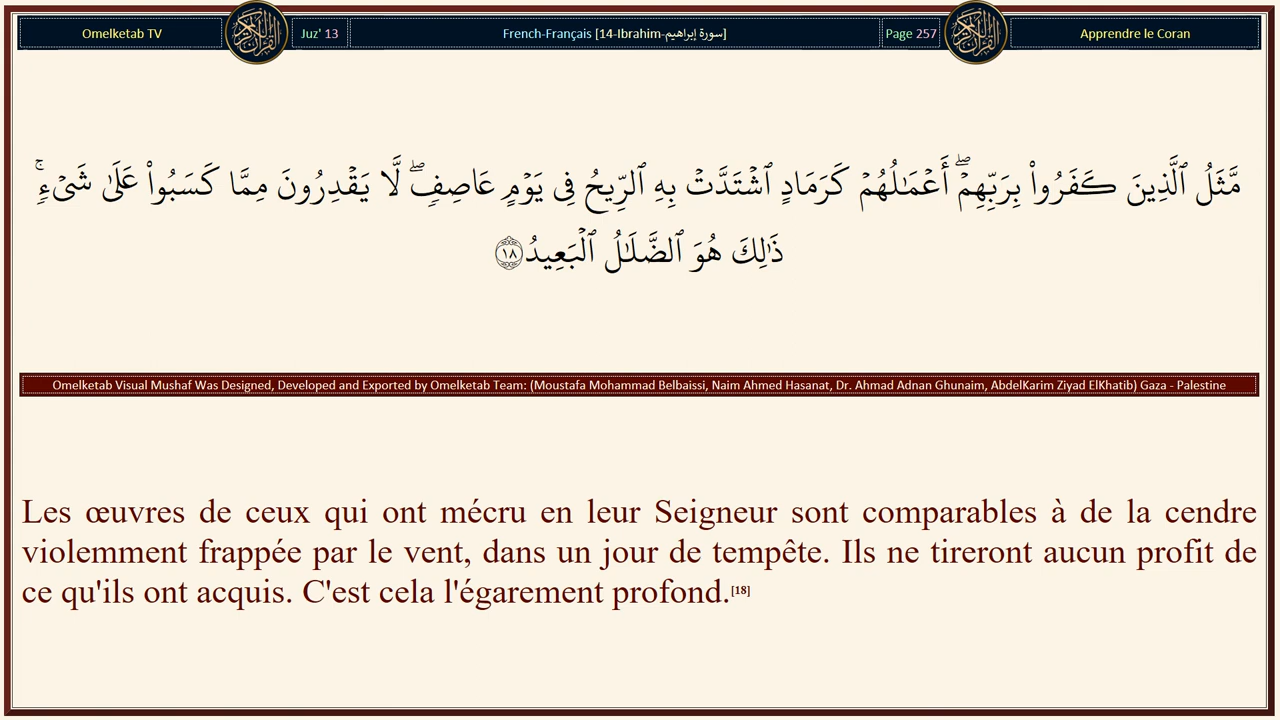 Omelketab TV
Juz' 13
French-Français [14-Ibrahim-سورة إبراهيم]
Page 257
Apprendre le Coran
مَّثَلُ ٱلَّذِينَ كَفَرُوا۟ بِرَبِّهِمْ ۖ أَعْمَـٰلُهُمْ كَرَمَادٍ ٱشْتَدَّتْ بِهِ ٱلرِّيحُ فِى يَوْمٍ عَاصِفٍۢ ۖ لَّا يَقْدِرُونَ مِمَّا كَسَبُوا۟ عَلَىٰ شَىْءٍۢ ۚ
ذَٰلِكَ هُوَ ٱلضَّلَـٰلُ ٱلْبَعِيدُ ١٨
Omelketab Visual Mushaf Was Designed, Developed and Exported by Omelketab Team: (Moustafa Mohammad Belbaissi, Naim Ahmed Hasanat, Dr. Ahmad Adnan Ghunaim, AbdelKarim Ziyad ElKhatib) Gaza - Palestine
Les œuvres de ceux qui ont mécru en leur Seigneur sont comparables à de la cendre
violemment frappée par le vent, dans un jour de tempête. Ils ne tireront aucun profit de
ce qu'ils ont acquis. C'est cela l'égarement profond.[18]